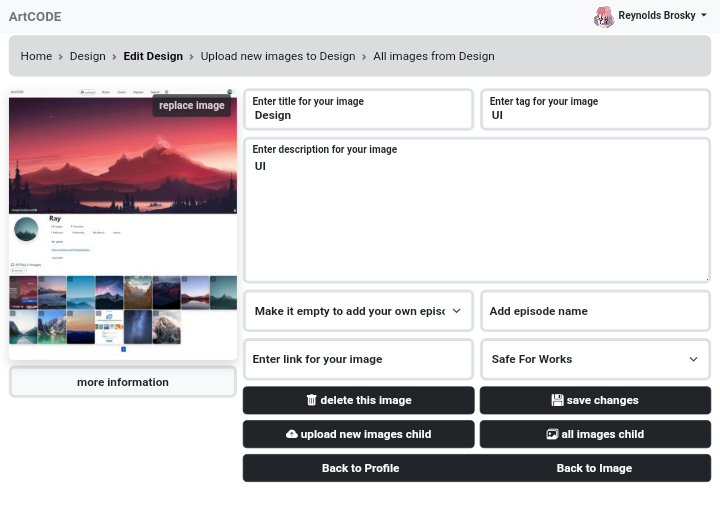 ArtCODE
Reynolds Brosky
Home › Design › Edit Design › Upload new images to Design › All images from Design
replace image
Ray
more information
Enter title for your image
Design
Enter tag for your image
UI
Enter description for your image
UI
Make it empty to add your own episo
Add episode name
Enter link for your image
Safe For Works
delete this image
save changes
upload new images child
all images child
Back to Profile
Back to Image